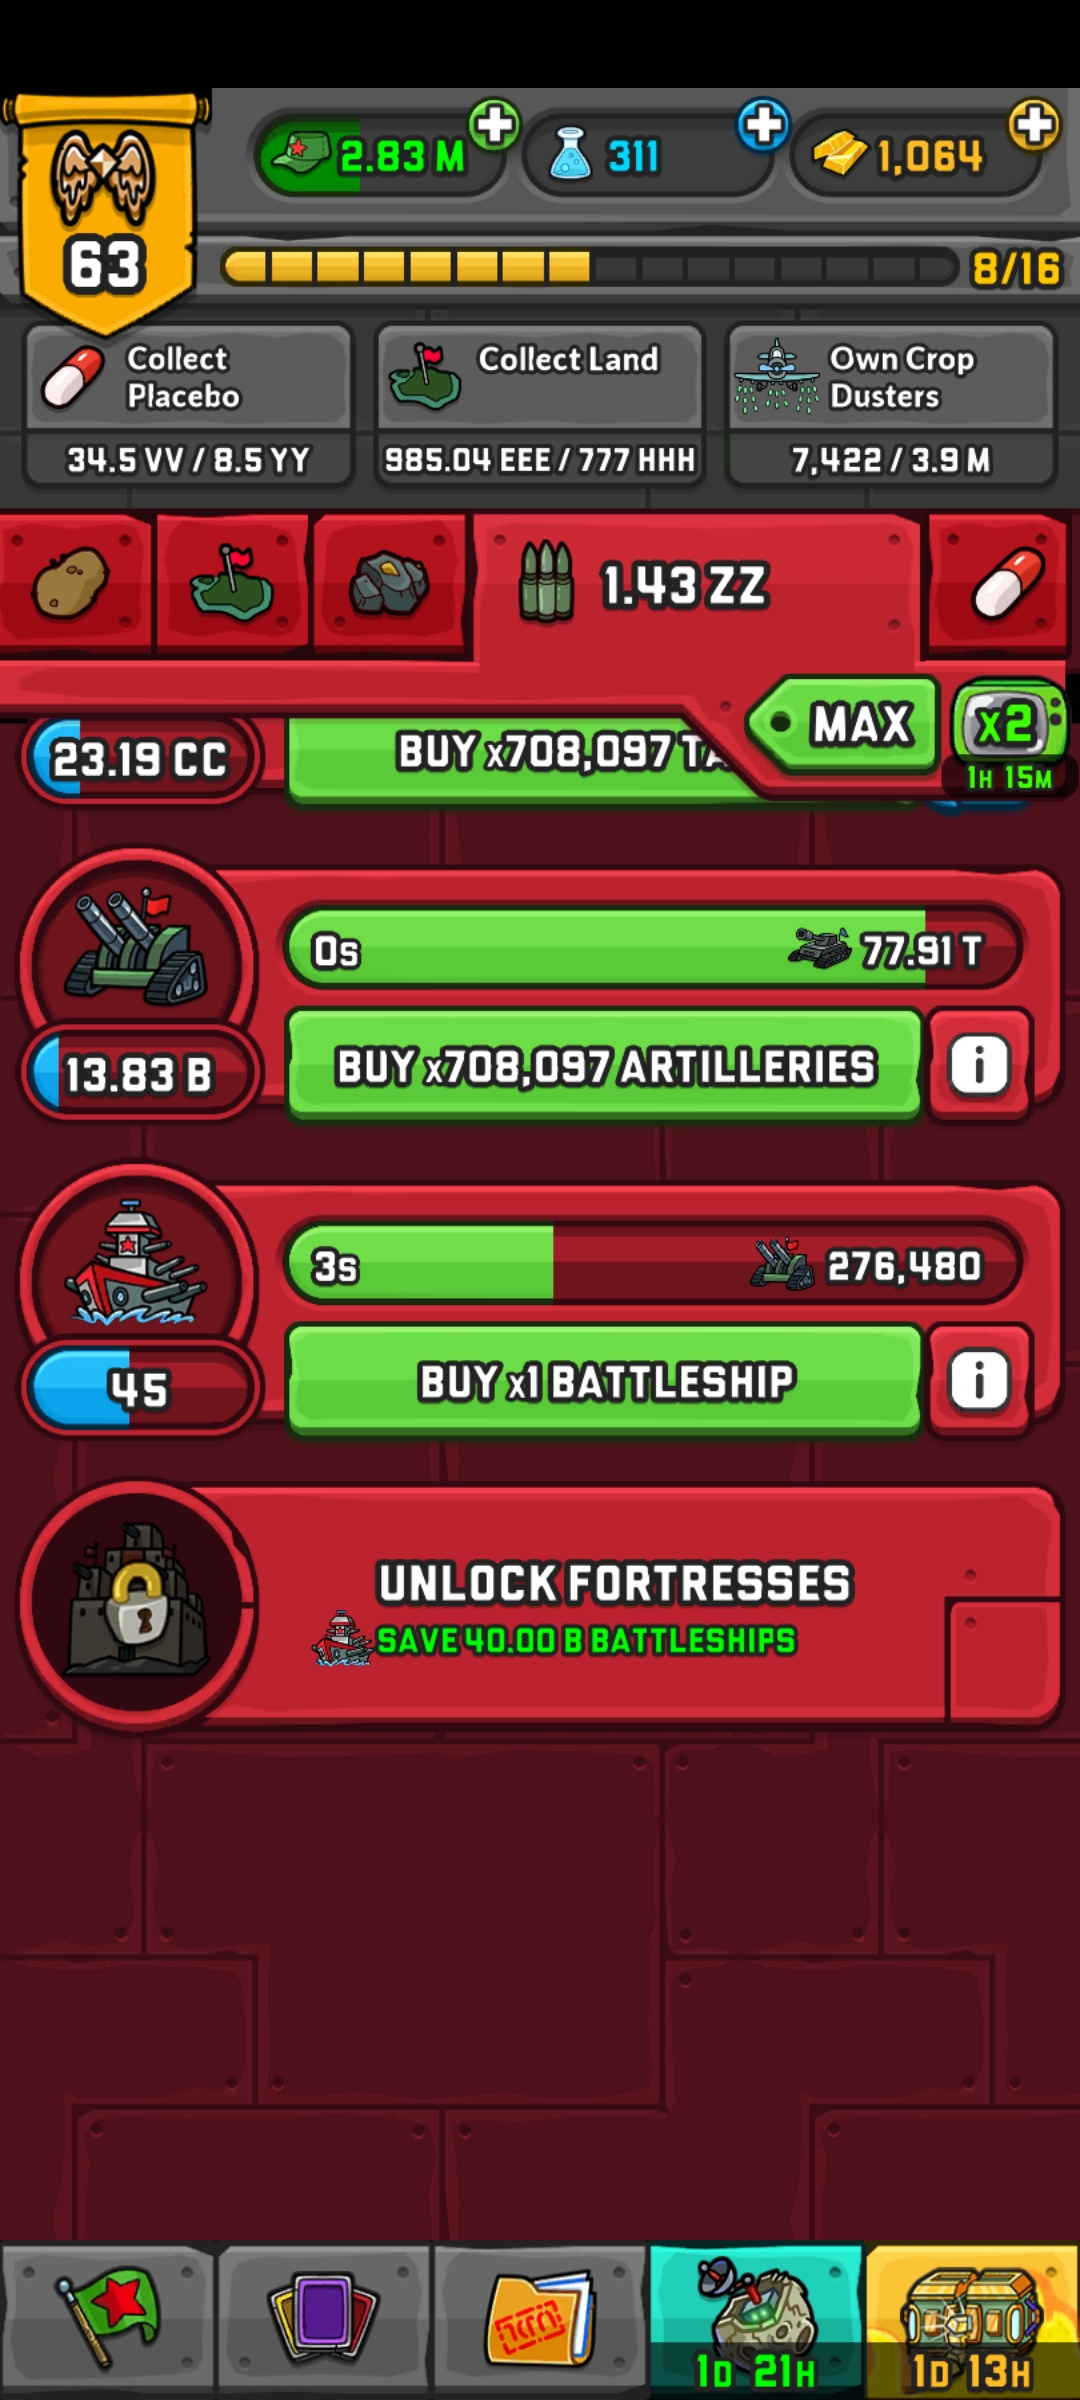 2.83 M
311
1,064
63
8/16
Collect
Placebo
34.5 VV / 8.5 YY
Collect Land
985.04 EEE / 777 HHH
Own Crop
Dusters
7,422 / 3.9 M
1.43 ZZ
MAX
X2
1H 15M
23.19 CC
BUY x708,097
0s
77.91 T
13.83 B
BUY x708,097 ARTILLERIES
i
3s
276,480
45
BUY x1 BATTLESHIP
i
UNLOCK FORTRESSES
SAVE 40.00 B BATTLESHIPS
1D 21H
1D 13H